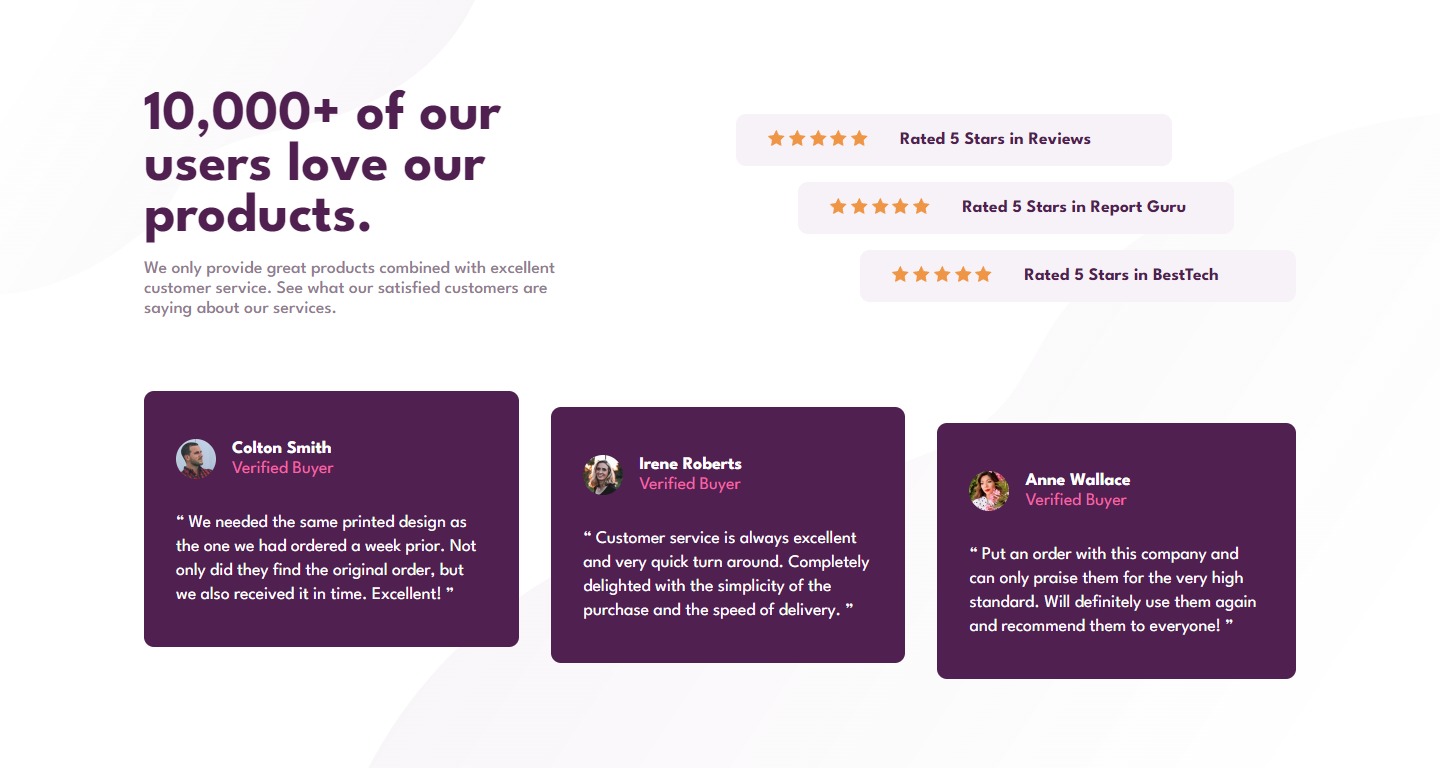 10,000+ of our
users love our
products.
We only provide great products combined with excellent
customer service. See what our satisfied customers are
saying about our services.
Rated 5 Stars in Reviews
Rated 5 Stars in Report Guru
Rated 5 Stars in BestTech
Colton Smith
Verified Buyer
“ We needed the same printed design as
the one we had ordered a week prior. Not
only did they find the original order, but
we also received it in time. Excellent! ”
Irene Roberts
Verified Buyer
“ Customer service is always excellent
and very quick turn around. Completely
delighted with the simplicity of the
purchase and the speed of delivery. ”
Anne Wallace
Verified Buyer
“ Put an order with this company and
can only praise them for the very high
standard. Will definitely use them again
and recommend them to everyone! ”